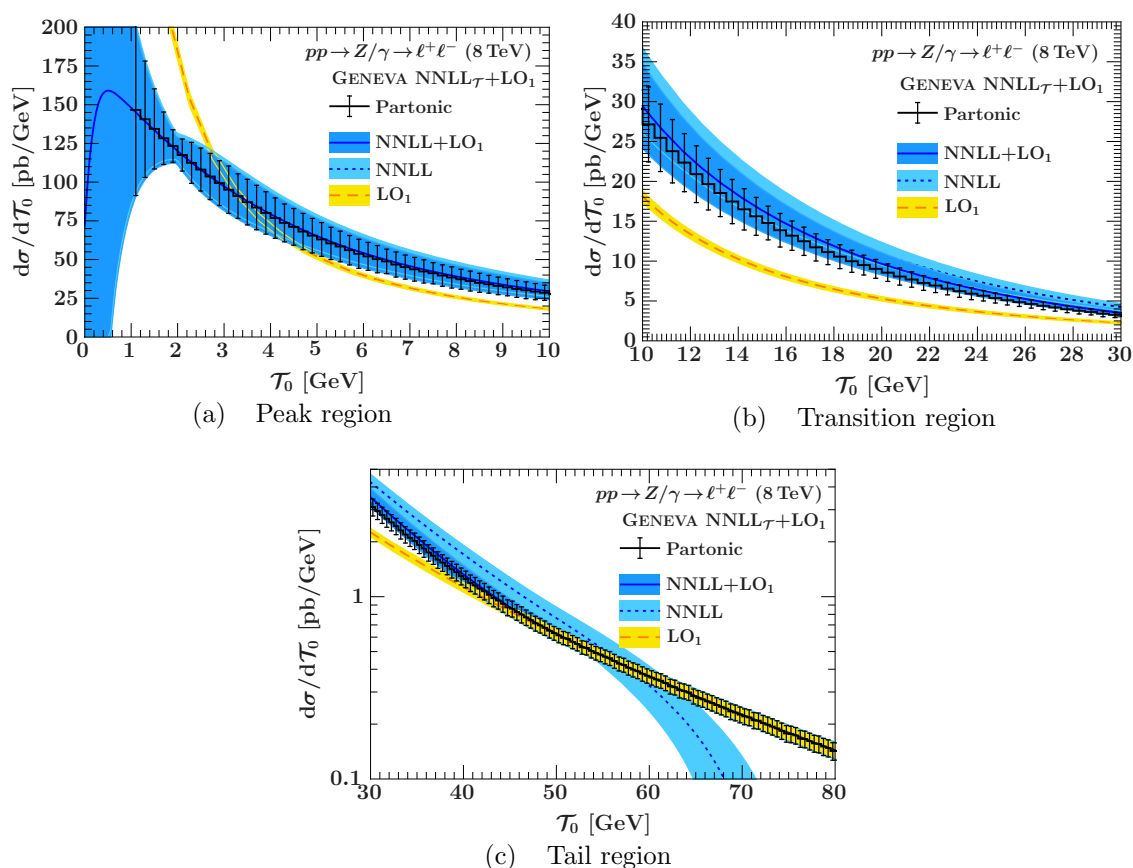 200
175
150
125
100
75
50
25
0
dσ/d𝒯₀ [pb/GeV]
pp→Z/γ→ℓ⁺ℓ⁻ (8 TeV)
GENEVA NNLL𝒯+LO₁
Partonic
NNLL+LO₁
NNLL
LO₁
0 1 2 3 4 5 6 7 8 9 10
𝒯₀ [GeV]
(a) Peak region
40
35
30
25
20
15
10
5
0
dσ/d𝒯₀ [pb/GeV]
pp→Z/γ→ℓ⁺ℓ⁻ (8 TeV)
GENEVA NNLL𝒯+LO₁
Partonic
NNLL+LO₁
NNLL
LO₁
10 12 14 16 18 20 22 24 26 28 30
𝒯₀ [GeV]
(b) Transition region
1
0.1
dσ/d𝒯₀ [pb/GeV]
pp→Z/γ→ℓ⁺ℓ⁻ (8 TeV)
GENEVA NNLL𝒯+LO₁
Partonic
NNLL+LO₁
NNLL
LO₁
30 40 50 60 70 80
𝒯₀ [GeV]
(c) Tail region